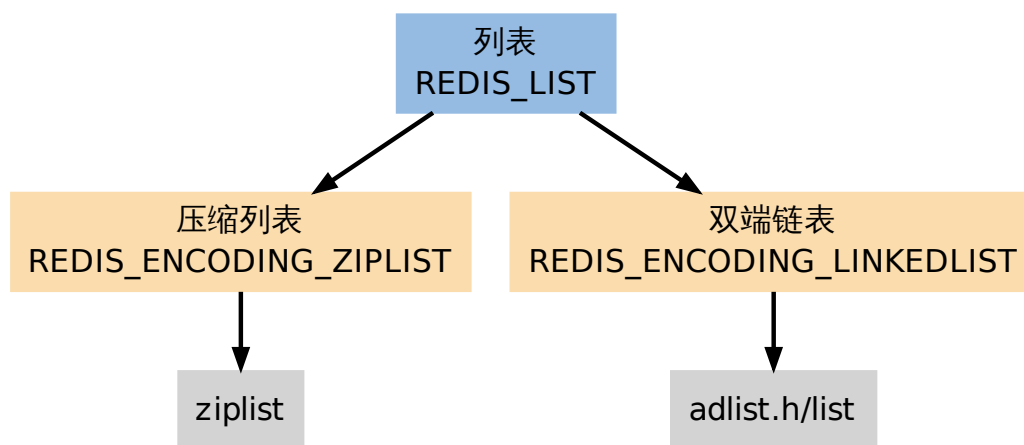 列表
REDIS_LIST
压缩列表
REDIS_ENCODING_ZIPLIST
双端链表
REDIS_ENCODING_LINKEDLIST
ziplist
adlist.h/list